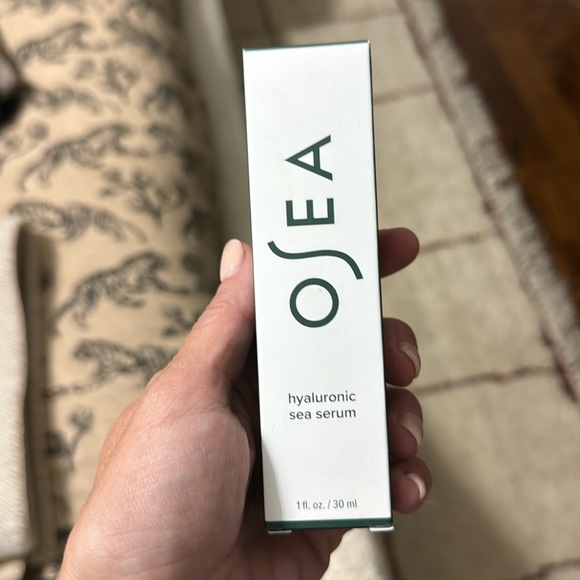 OSEA
hyaluronic
sea serum
1 fl. oz. / 30 ml